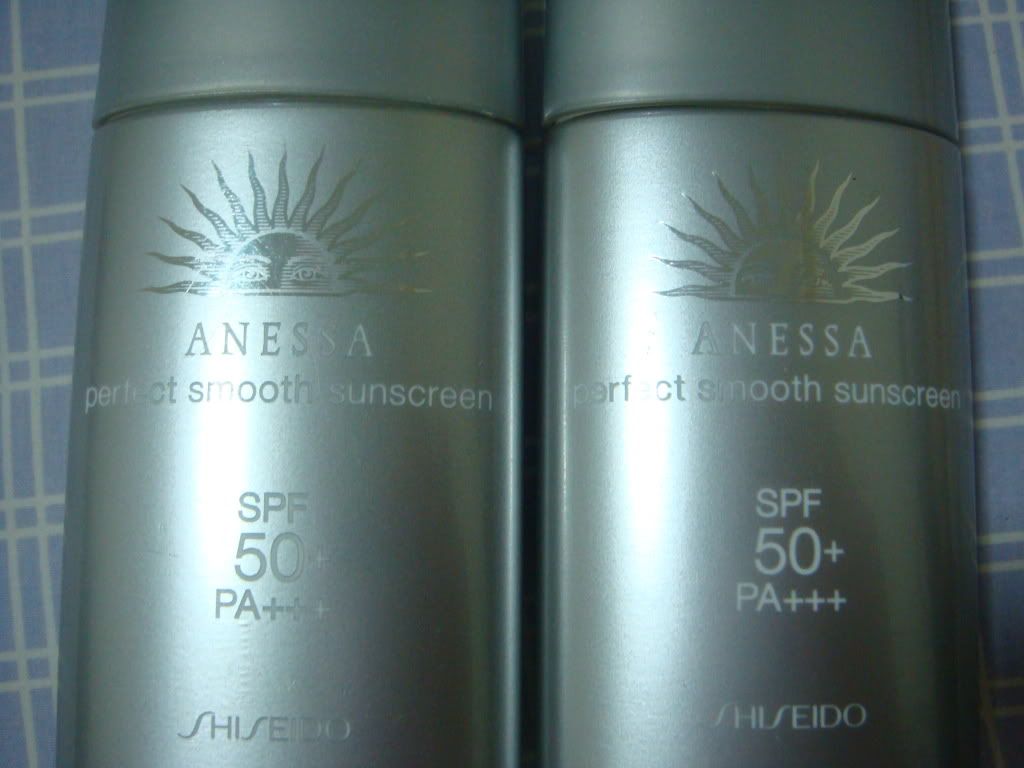 ANESSA
perfect smooth sunscreen
SPF
50+
PA+++
SHISEIDO
ANESSA
perfect smooth sunscreen
SPF
50+
PA+++
SHISEIDO